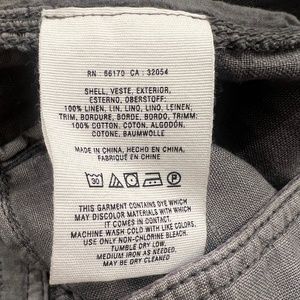 RN : 66170 CA : 32054
SHELL, VESTE, EXTERIOR,
ESTERNO, OBERSTOFF:
100% LINEN, LIN, LINO, LINO, LEINEN,
TRIM, BORDURE, BORDE, BORDO, TRIMM:
100% COTTON, COTON, ALGODÓN,
COTONE, BAUMWOLLE
MADE IN CHINA, HECHO EN CHINA,
FABRIQUÉ EN CHINE
30 P
THIS GARMENT CONTAINS DYE WHICH
MAY DISCOLOR MATERIALS WITH WHICH
IT COMES IN CONTACT.
MACHINE WASH COLD WITH LIKE COLORS,
USE ONLY NON-CHLORINE BLEACH.
TUMBLE DRY LOW.
MEDIUM IRON AS NEEDED,
MAY BE DRY CLEANED